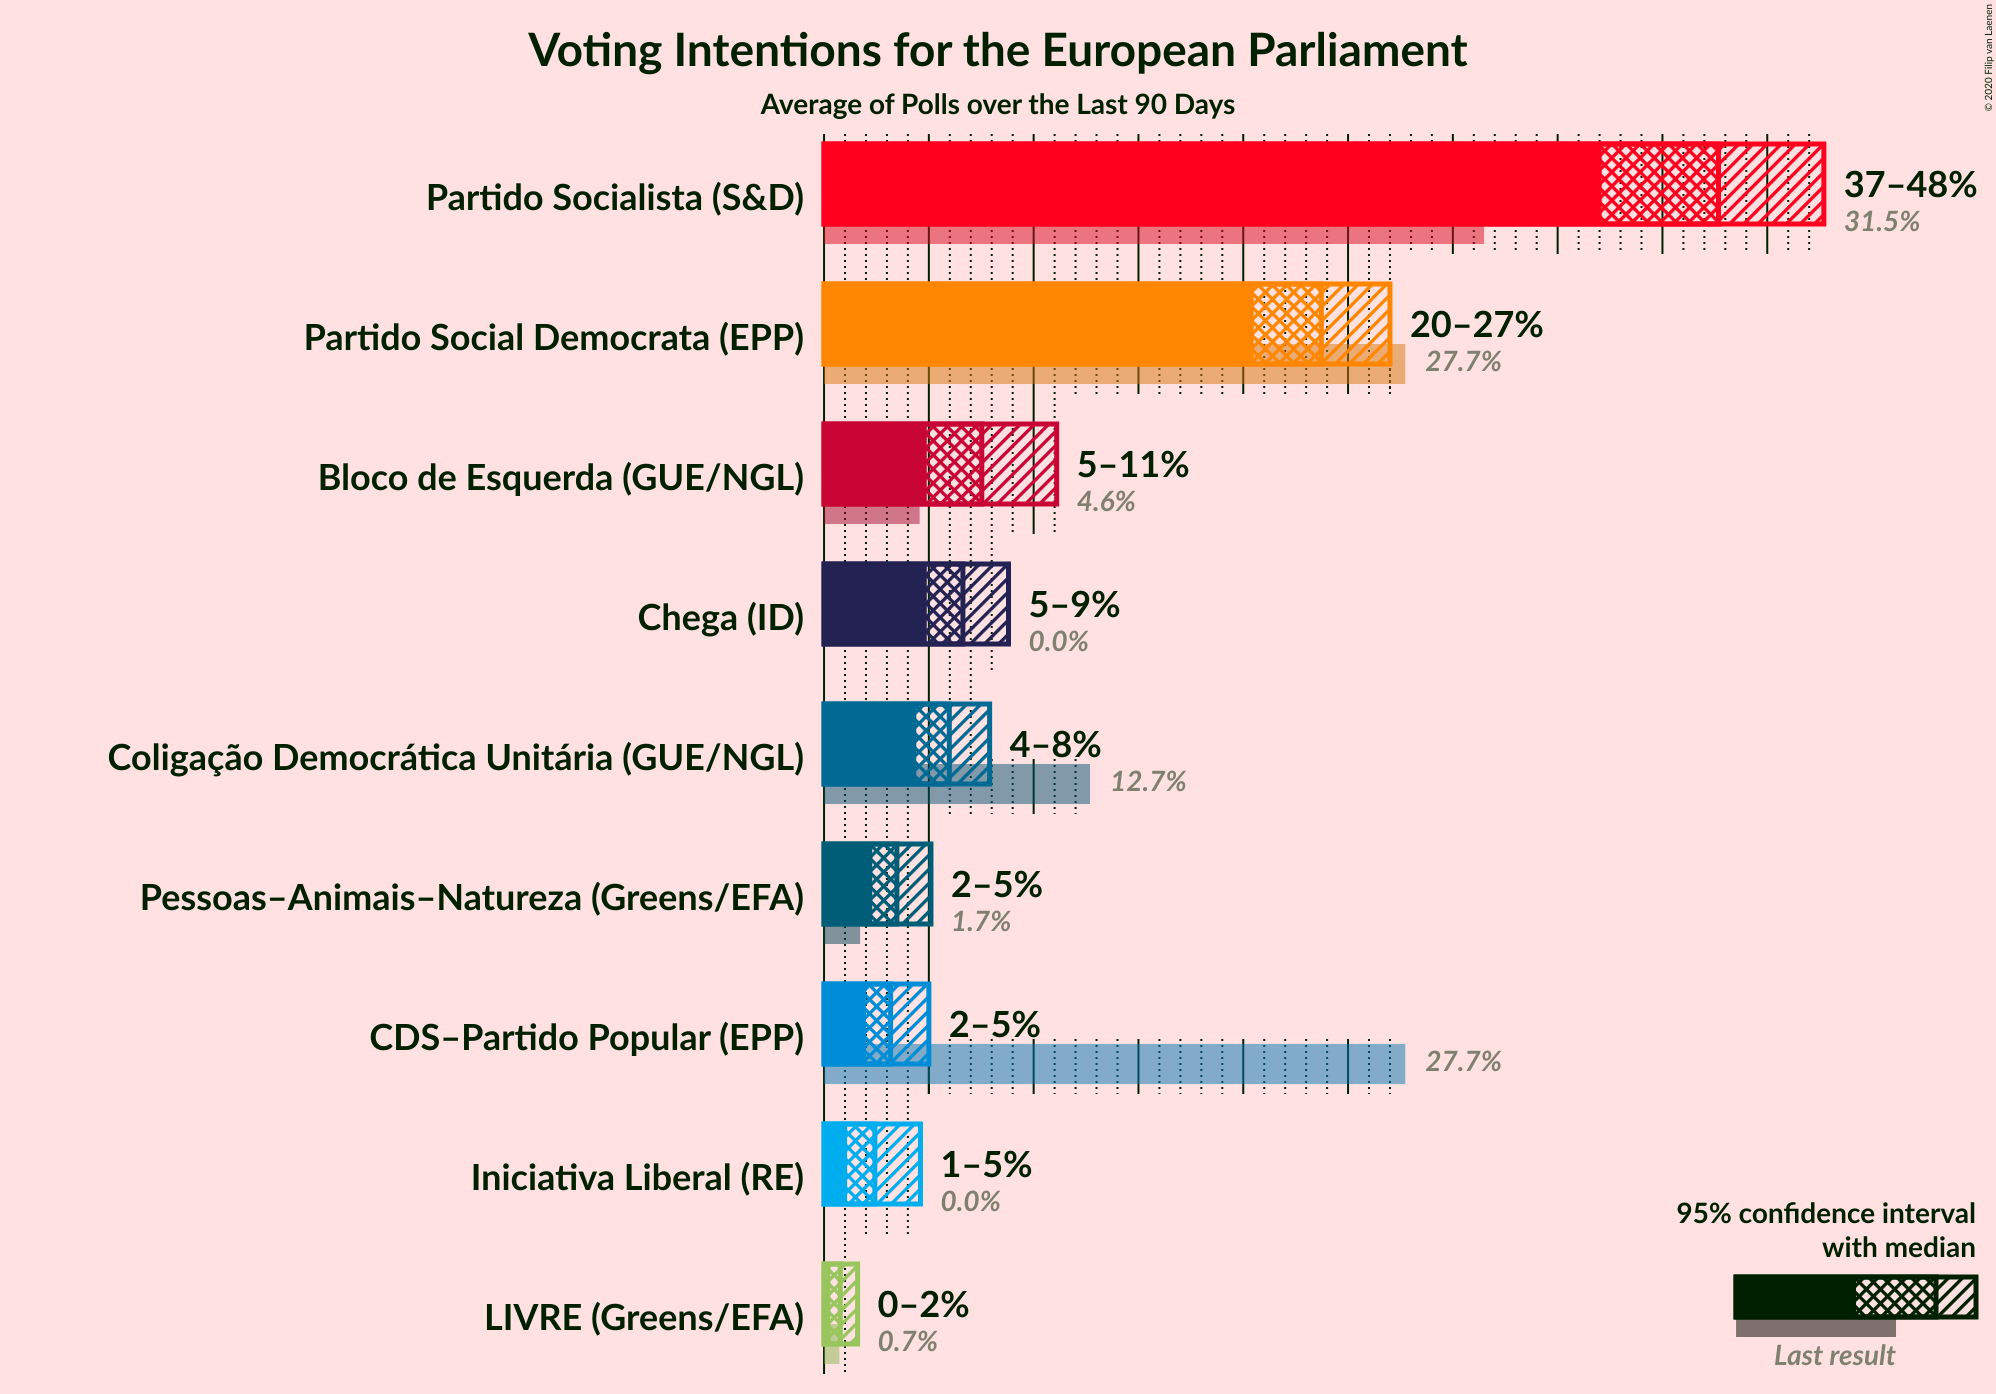 Voting Intentions for the European Parliament
Average of Polls over the Last 90 Days
© 2020 Filip van Laenen
Partido Socialista (S&D)
37–48%
31.5%
Partido Social Democrata (EPP)
20–27%
27.7%
Bloco de Esquerda (GUE/NGL)
5–11%
4.6%
Chega (ID)
5–9%
0.0%
Coligação Democrática Unitária (GUE/NGL)
4–8%
12.7%
Pessoas–Animais–Natureza (Greens/EFA)
2–5%
1.7%
CDS–Partido Popular (EPP)
2–5%
27.7%
Iniciativa Liberal (RE)
1–5%
0.0%
LIVRE (Greens/EFA)
0–2%
0.7%
95% confidence interval
with median
Last result